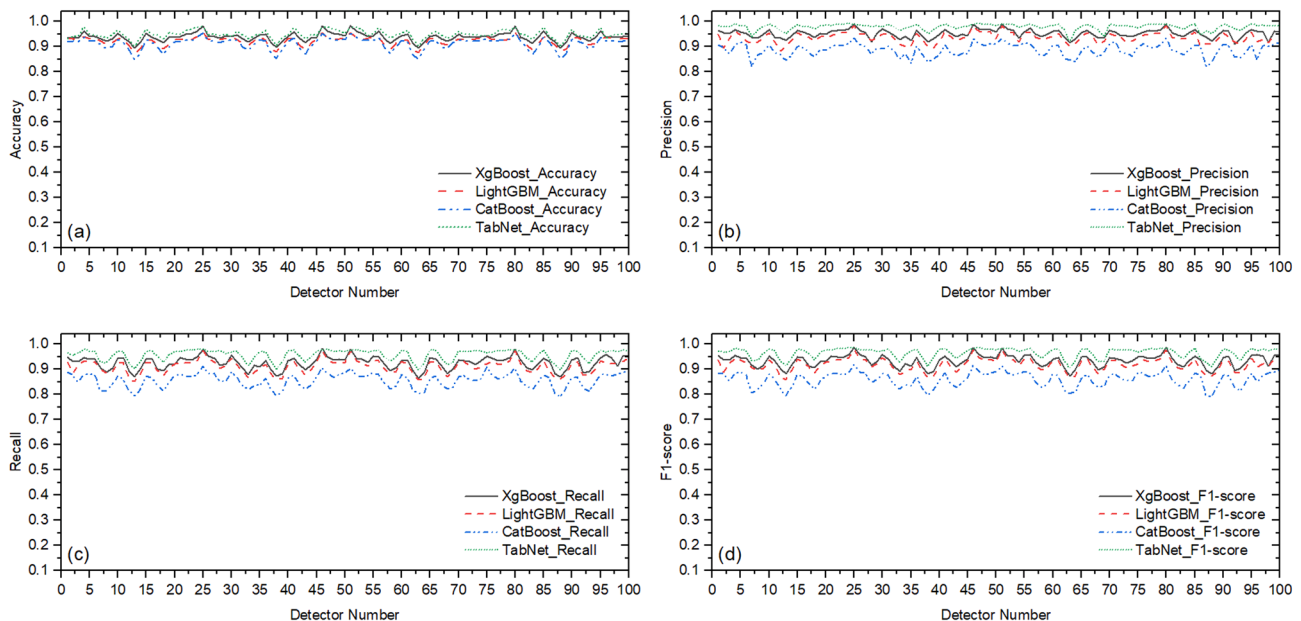 1.0
0.9
0.8
0.7
0.6
0.5
0.4
0.3
0.2
0.1
Accuracy
XgBoost_Accuracy
LightGBM_Accuracy
CatBoost_Accuracy
TabNet_Accuracy
(a)
0 5 10 15 20 25 30 35 40 45 50 55 60 65 70 75 80 85 90 95 100
Detector Number
1.0
0.9
0.8
0.7
0.6
0.5
0.4
0.3
0.2
0.1
Precision
XgBoost_Precision
LightGBM_Precision
CatBoost_Precision
TabNet_Precision
(b)
0 5 10 15 20 25 30 35 40 45 50 55 60 65 70 75 80 85 90 95 100
Detector Number
1.0
0.9
0.8
0.7
0.6
0.5
0.4
0.3
0.2
0.1
Recall
XgBoost_Recall
LightGBM_Recall
CatBoost_Recall
TabNet_Recall
(c)
0 5 10 15 20 25 30 35 40 45 50 55 60 65 70 75 80 85 90 95 100
Detector Number
1.0
0.9
0.8
0.7
0.6
0.5
0.4
0.3
0.2
0.1
F1-score
XgBoost_F1-score
LightGBM_F1-score
CatBoost_F1-score
TabNet_F1-score
(d)
0 5 10 15 20 25 30 35 40 45 50 55 60 65 70 75 80 85 90 95 100
Detector Number